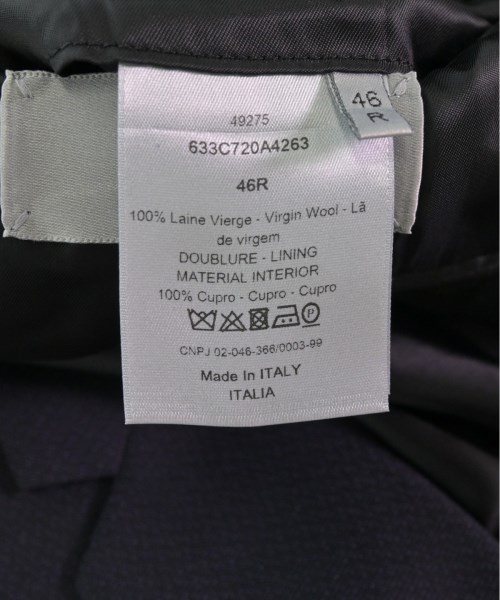 46
R
49275
633C720A4263
46R
100% Laine Vierge - Virgin Wool - Lã
de virgem
DOUBLURE - LINING
MATERIAL INTERIOR
100% Cupro - Cupro - Cupro
P
CNPJ 02-046-366/0003-99
Made In ITALY
ITALIA